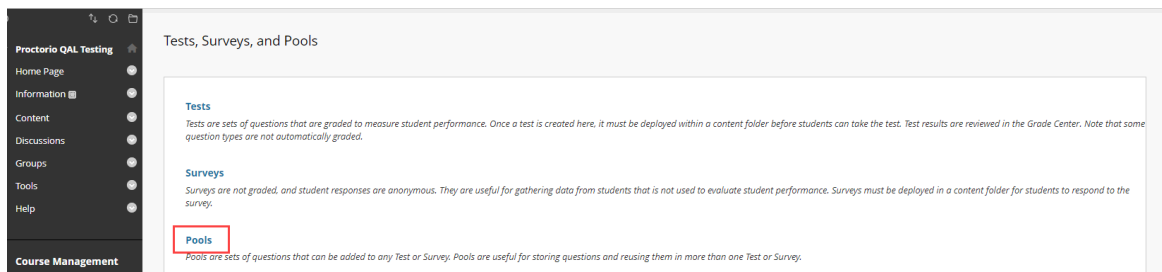 Proctorio QAL Testing
Home Page
Information
Content
Discussions
Groups
Tools
Help
Course Management
Tests, Surveys, and Pools
Tests
Tests are sets of questions that are graded to measure student performance. Once a test is created here, it must be deployed within a content folder before students can take the test. Test results are reviewed in the Grade Center. Note that some
question types are not automatically graded.
Surveys
Surveys are not graded, and student responses are anonymous. They are useful for gathering data from students that is not used to evaluate student performance. Surveys must be deployed in a content folder for students to respond to the
survey.
Pools
Pools are sets of questions that can be added to any Test or Survey. Pools are useful for storing questions and reusing them in more than one Test or Survey.